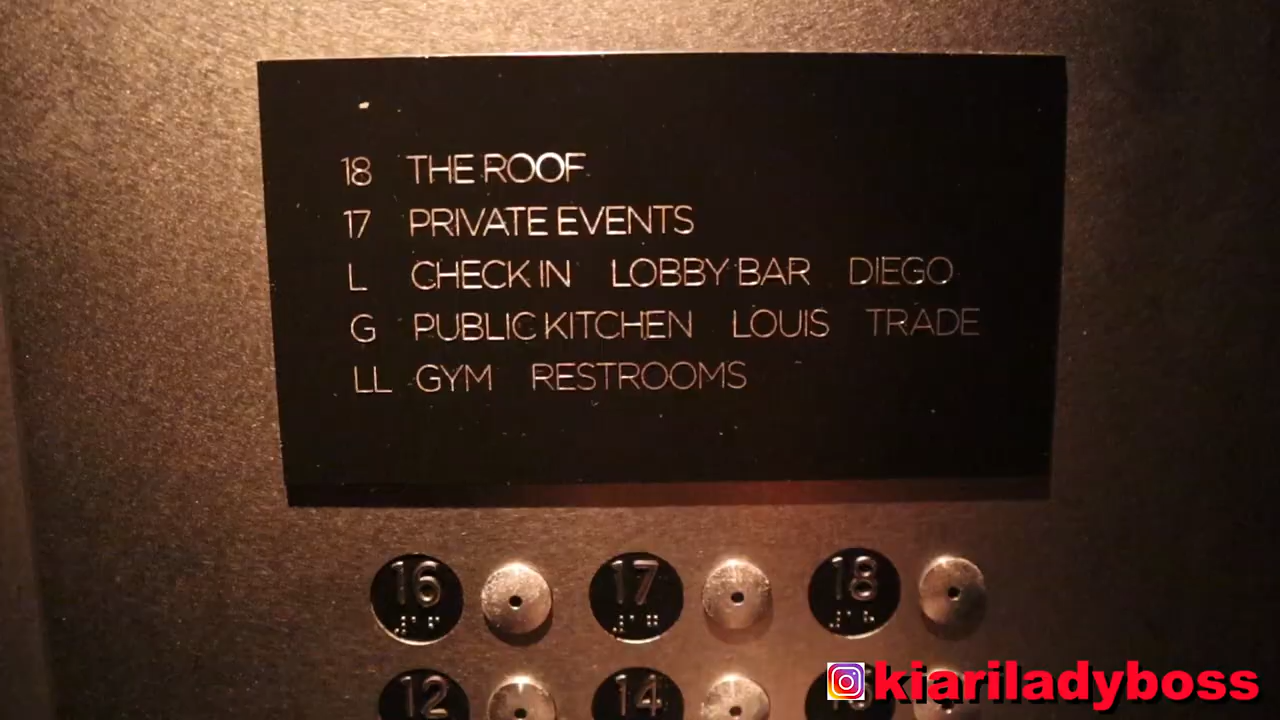 18 THE ROOF
17 PRIVATE EVENTS
L CHECK IN LOBBY BAR DIEGO
G PUBLIC KITCHEN LOUIS TRADE
LL GYM RESTROOMS
16 17 18
12 14
kiariladyboss